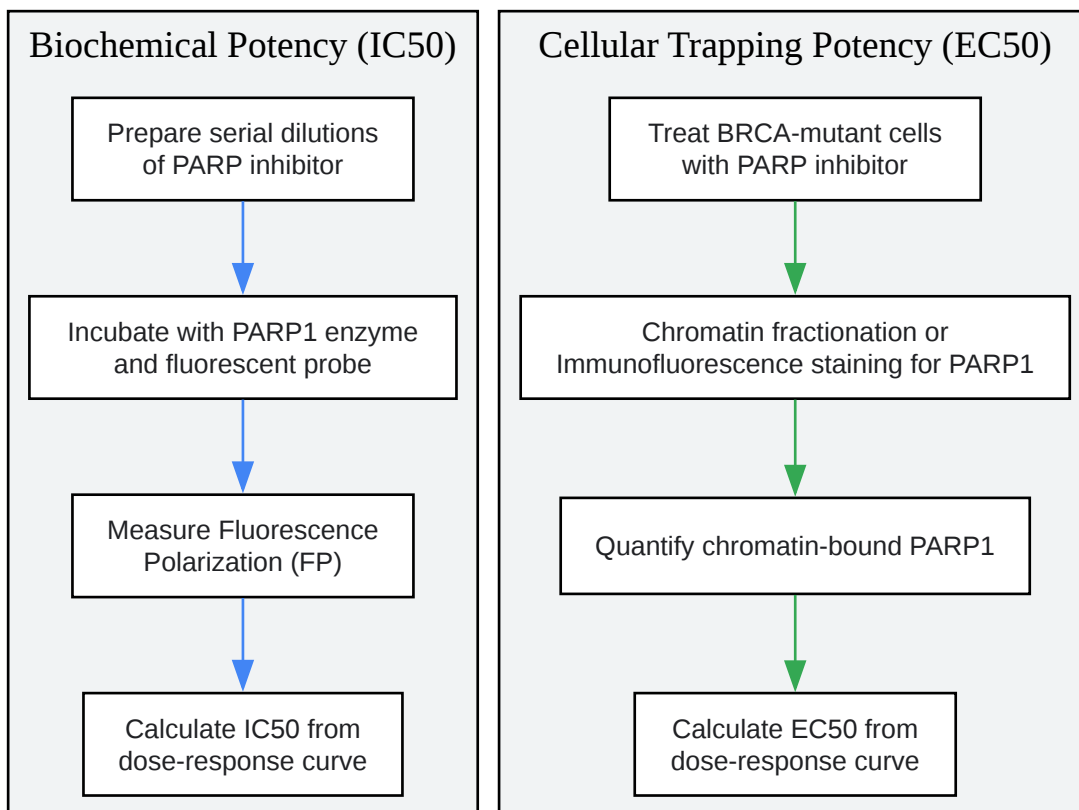 Biochemical Potency (IC50)
Prepare serial dilutions
of PARP inhibitor
Incubate with PARP1 enzyme
and fluorescent probe
Measure Fluorescence
Polarization (FP)
Calculate IC50 from
dose-response curve
Cellular Trapping Potency (EC50)
Treat BRCA-mutant cells
with PARP inhibitor
Chromatin fractionation or
Immunofluorescence staining for PARP1
Quantify chromatin-bound PARP1
Calculate EC50 from
dose-response curve